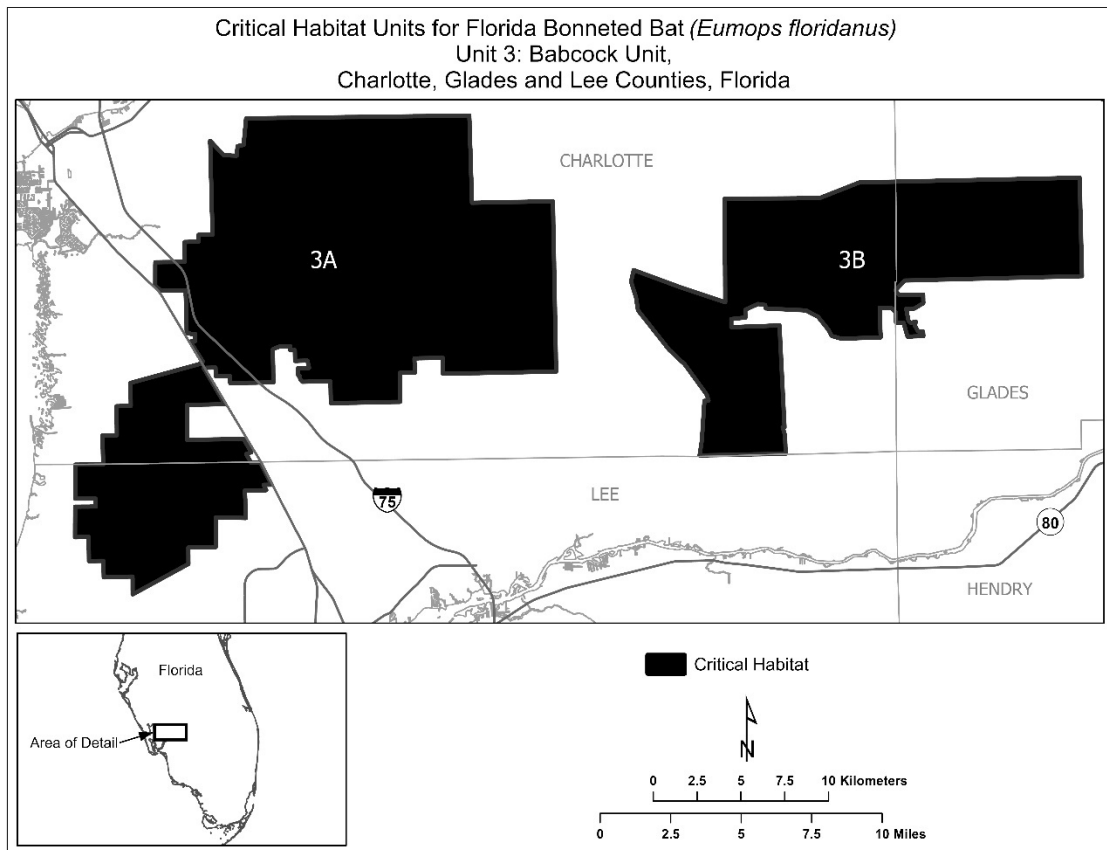 Critical Habitat Units for Florida Bonneted Bat (Eumops floridanus)
Unit 3: Babcock Unit,
Charlotte, Glades and Lee Counties, Florida
CHARLOTTE
3A
3B
GLADES
LEE
75
80
HENDRY
Florida
Area of Detail
Critical Habitat
N
0 2.5 5 7.5 10 Kilometers
0 2.5 5 7.5 10 Miles